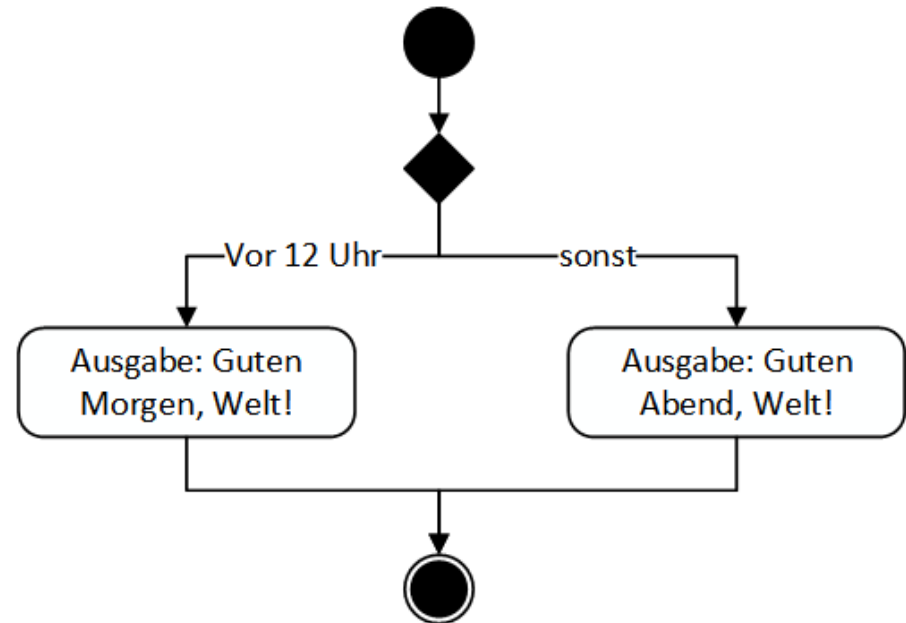 Vor 12 Uhr
sonst
Ausgabe: Guten
Morgen, Welt!
Ausgabe: Guten
Abend, Welt!